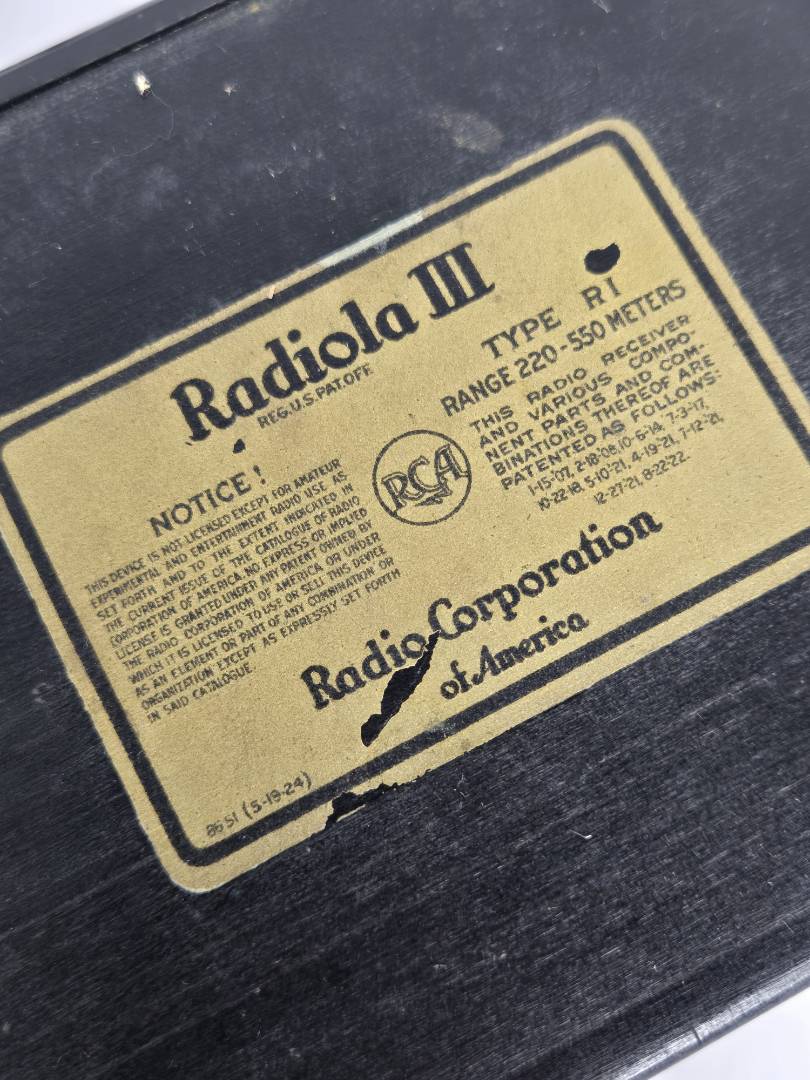 Radiola III
REG.U.S.PAT.OFF.
TYPE RI
RANGE 220-550 METERS
NOTICE!
THIS DEVICE IS NOT LICENSED EXCEPT FOR AMATEUR
EXPERIMENTAL AND ENTERTAINMENT RADIO USE AS
SET FORTH AND TO THE EXTENT INDICATED IN
THE CURRENT ISSUE OF THE CATALOGUE OF RADIO
CORPORATION OF AMERICA. NO EXPRESS OR IMPLIED
LICENSE IS GRANTED UNDER ANY PATENT OWNED BY
THE RADIO CORPORATION OF AMERICA OR UNDER
WHICH IT IS LICENSED TO USE OR SELL THIS DEVICE
AS AN ELEMENT OR PART OF ANY COMBINATION OR
ORGANIZATION EXCEPT AS EXPRESSLY SET FORTH
IN SAID CATALOGUE.
RCA
THIS RADIO RECEIVER
AND VARIOUS COMPO-
NENT PARTS AND COM-
BINATIONS THEREOF ARE
PATENTED AS FOLLOWS:
1-15-07, 2-18-08, 10-6-14, 7-3-17,
10-22-18, 5-10-21, 4-19-21, 7-12-21,
12-27-21, 8-22-22.
Radio Corporation
of America
(5-19-24)